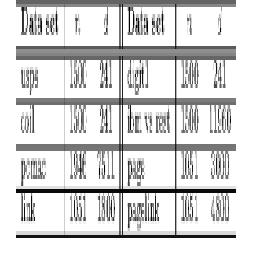 Data set n d Data set n d
usps 1500 241 digit1 1500 241
coil 1500 241 ibm vs rest 1500
pcmac 1946 7511 page 1051 3000
link 1051 1800 pagelink 1051 4800